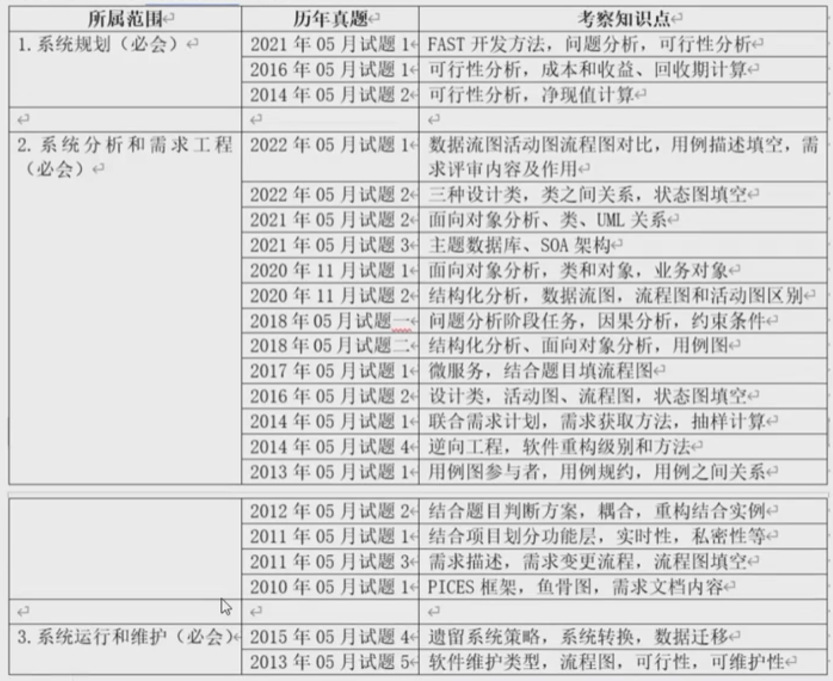 所属范围 历年真题 考察知识点
1.系统规划（必会） 2021 年 05 月试题 1 FAST 开发方法，问题分析，可行性分析
2016 年 05 月试题 1 可行性分析，成本和收益、回收期计算
2014 年 05 月试题 2 可行性分析，净现值计算
2.系统分析和需求工程 2022 年 05 月试题 1 数据流图活动图流程图对比，用例描述填空，需
（必会） 求评审内容及作用
2022 年 05 月试题 2 三种设计类，类之间关系，状态图填空
2021 年 05 月试题 2 面向对象分析、类、UML 关系
2021 年 05 月试题 3 主题数据库、SOA 架构
2020 年 11 月试题 1 面向对象分析，类和对象，业务对象
2020 年 11 月试题 2 结构化分析，数据流图，流程图和活动图区别
2018 年 05 月试题一 问题分析阶段任务，因果分析，约束条件
2018 年 05 月试题二 结构化分析、面向对象分析，用例图
2017 年 05 月试题 1 微服务，结合题目填流程图
2016 年 05 月试题 2 设计类，活动图、流程图，状态图填空
2014 年 05 月试题 1 联合需求计划，需求获取方法，抽样计算
2014 年 05 月试题 4 逆向工程，软件重构级别和方法
2013 年 05 月试题 1 用例图参与者，用例规约，用例之间关系
2012 年 05 月试题 2 结合题目判断方案，耦合，重构结合实例
2011 年 05 月试题 1 结合项目划分功能层，实时性，私密性等
2011 年 05 月试题 3 需求描述，需求变更流程，流程图填空
2010 年 05 月试题 1 PICES 框架，鱼骨图，需求文档内容
3.系统运行和维护（必会） 2015 年 05 月试题 4 遗留系统策略，系统转换，数据迁移
2013 年 05 月试题 5 软件维护类型，流程图，可行性，可维护性